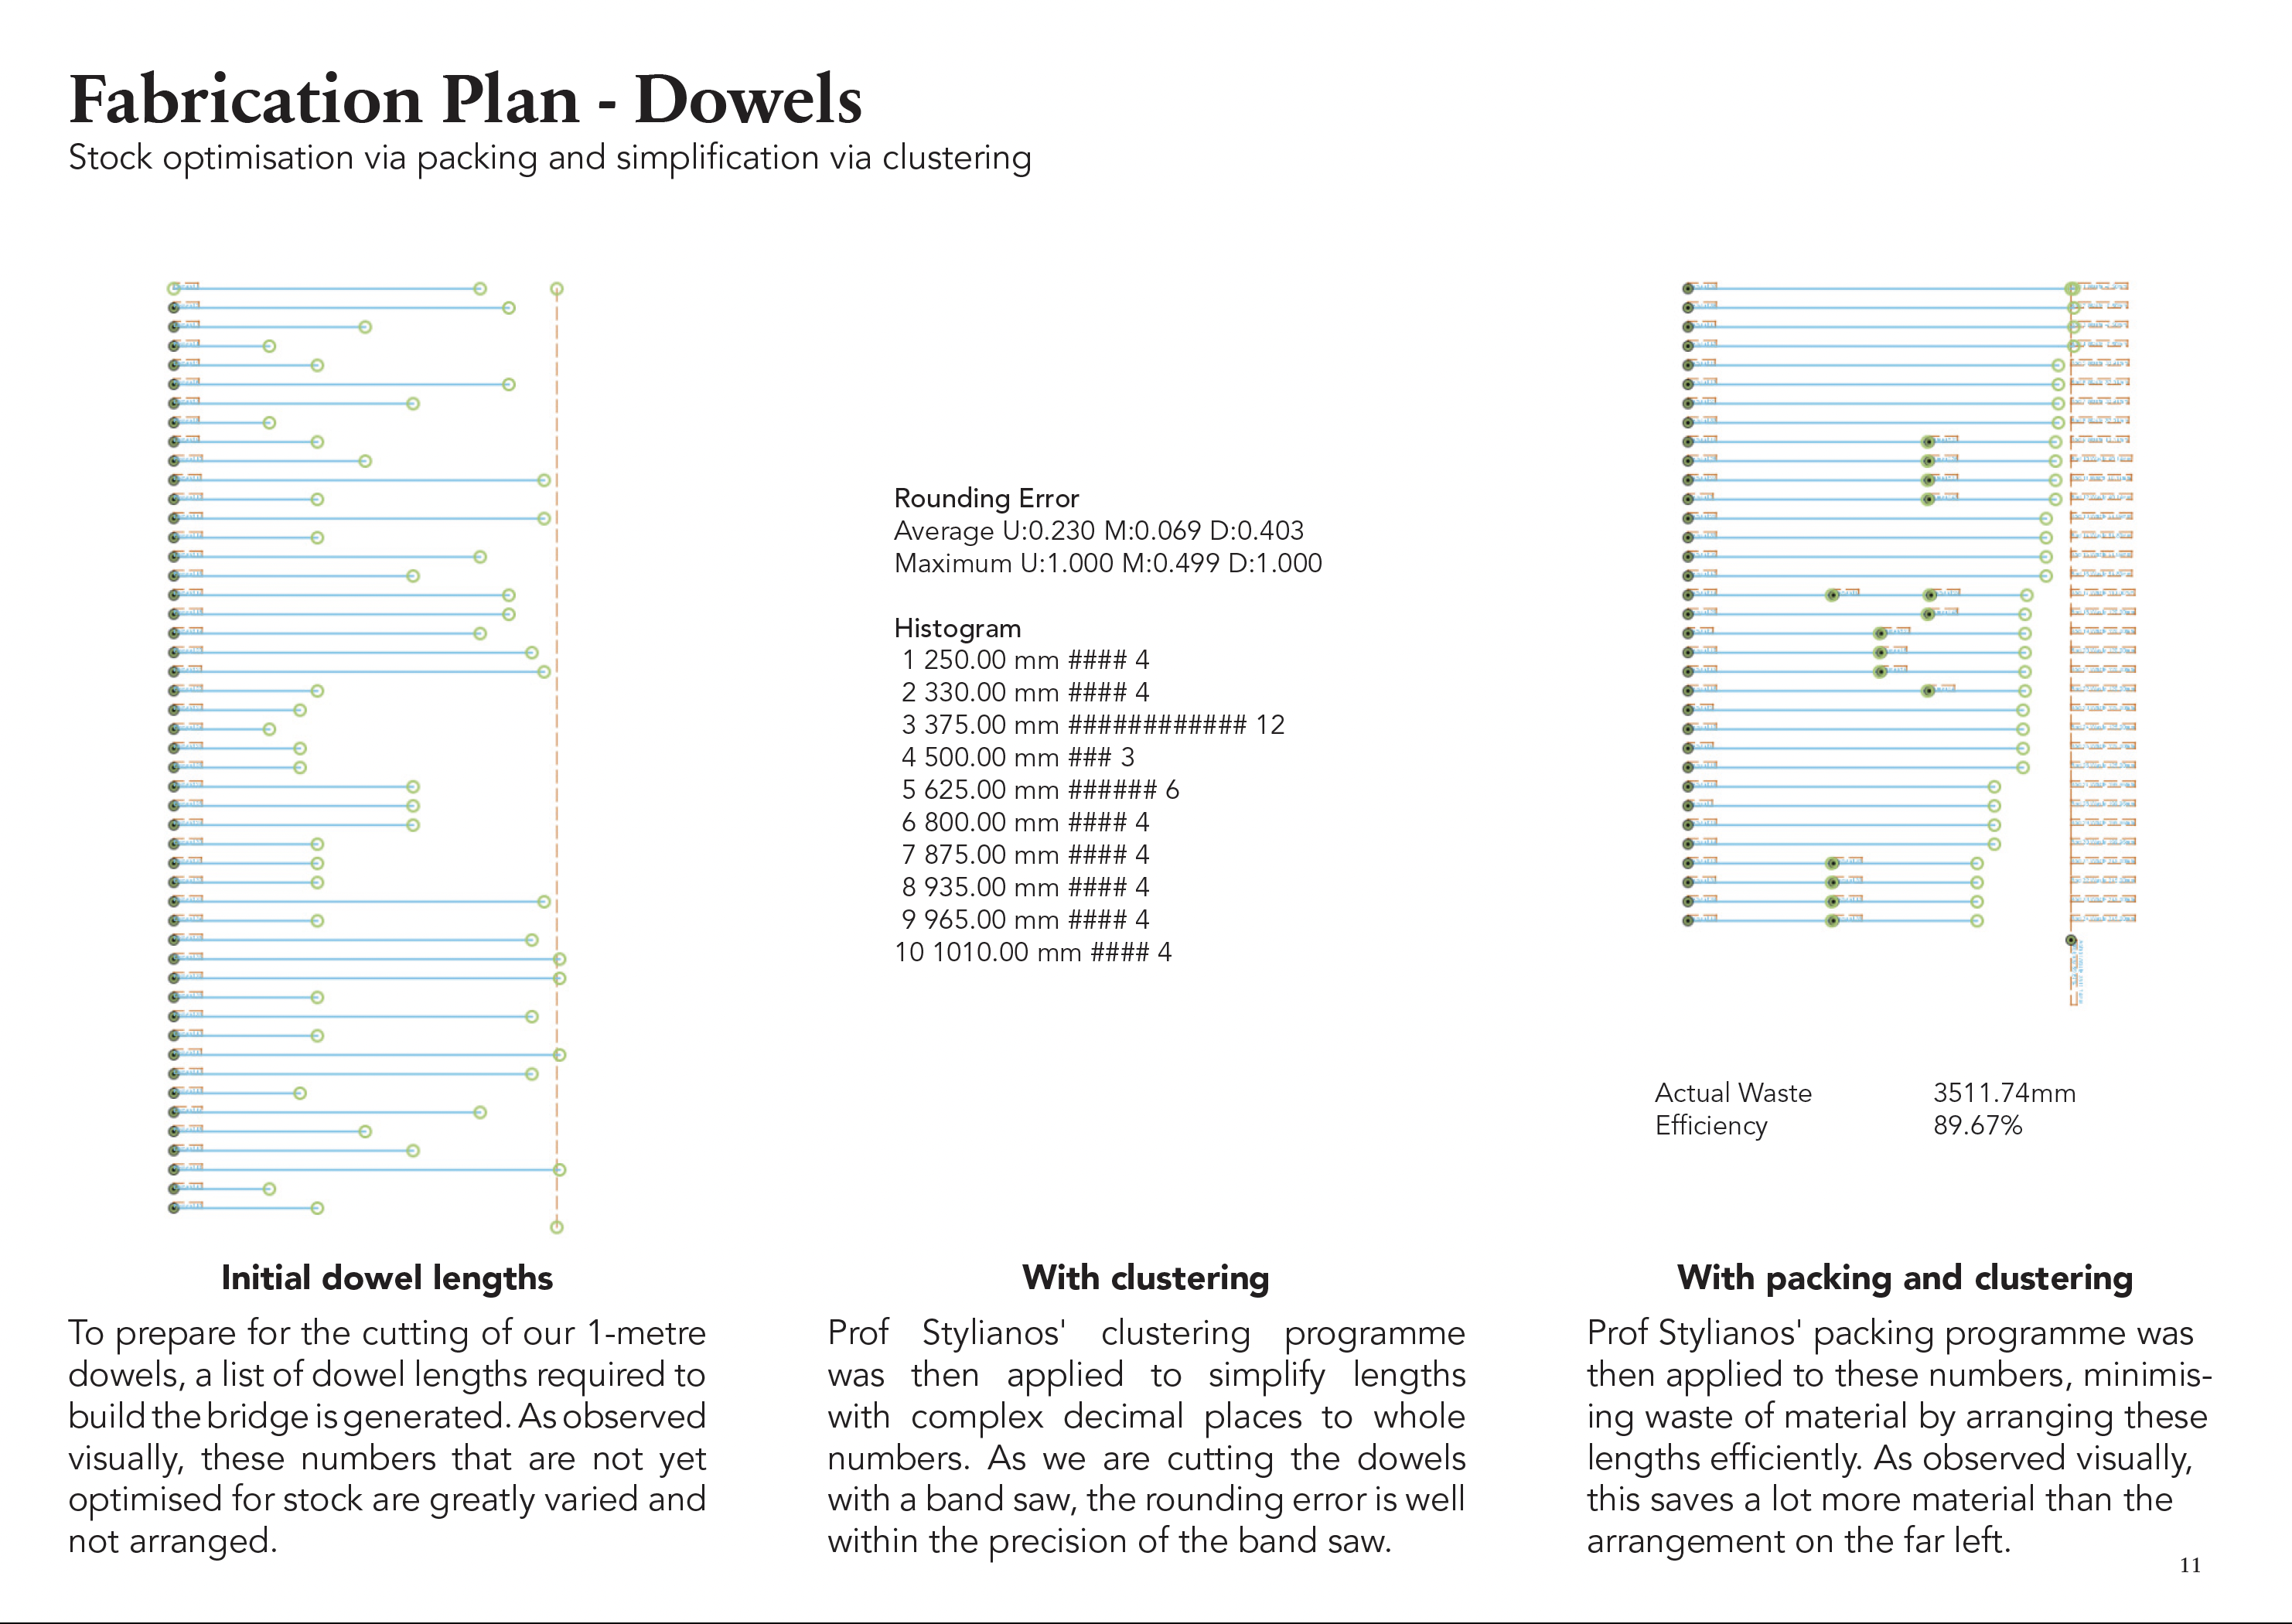 Fabrication Plan - Dowels
Stock optimisation via packing and simplification via clustering
Rounding Error
Average U:0.230 M:0.069 D:0.403
Maximum U:1.000 M:0.499 D:1.000
Histogram
1 250.00 mm #### 4
2 330.00 mm #### 4
3 375.00 mm ############ 12
4 500.00 mm ### 3
5 625.00 mm ###### 6
6 800.00 mm #### 4
7 875.00 mm #### 4
8 935.00 mm #### 4
9 965.00 mm #### 4
10 1010.00 mm #### 4
Actual Waste 3511.74mm
Efficiency 89.67%
Initial dowel lengths
To prepare for the cutting of our 1-metre
dowels, a list of dowel lengths required to
build the bridge is generated. As observed
visually, these numbers that are not yet
optimised for stock are greatly varied and
not arranged.
With clustering
Prof Stylianos' clustering programme
was then applied to simplify lengths
with complex decimal places to whole
numbers. As we are cutting the dowels
with a band saw, the rounding error is well
within the precision of the band saw.
With packing and clustering
Prof Stylianos' packing programme was
then applied to these numbers, minimis-
ing waste of material by arranging these
lengths efficiently. As observed visually,
this saves a lot more material than the
arrangement on the far left.
11